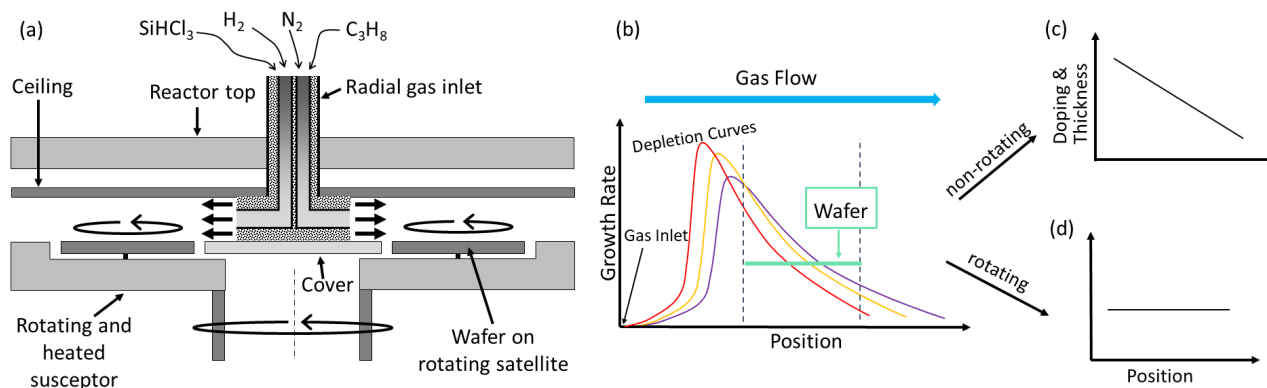 (a)
SiHCl3
H2
N2
C3H8
Ceiling
Reactor top
Radial gas inlet
Cover
Rotating and
heated
susceptor
Wafer on
rotating satellite
(b)
Gas Flow
Depletion Curves
Growth Rate
Gas Inlet
Wafer
Position
non-rotating
rotating
(c)
Doping &
Thickness
(d)
Position